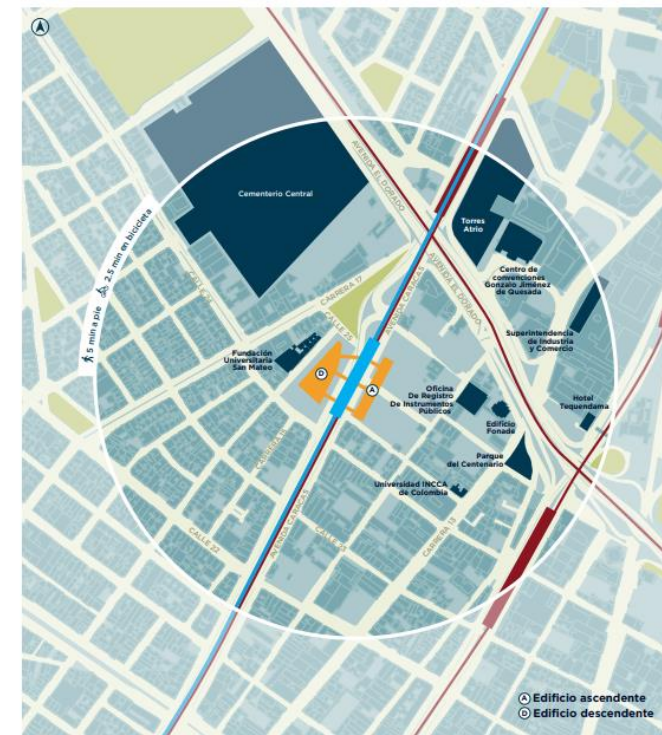 Cementerio Central
AVENIDA EL DORADO
Torres
Atrio
Centro de
convenciones
Gonzalo Jiménez
de Quesada
AVENIDA EL DORADO
AVENIDA CARACAS
CARRERA 17
CALLE 25
5 min a pie
2.5 min en bicicleta
Superintendencia
de Industria
y Comercio
Fundación
Universitaria
San Mateo
D
A
Oficina
De Registro
De Instrumentos
Públicos
Edificio
Fonade
Hotel
Tequendama
Parque
del Centenario
Universidad INCCA
de Colombia
AVENIDA CARACAS
CARRERA 13
CALLE 22
A Edificio ascendente
D Edificio descendente